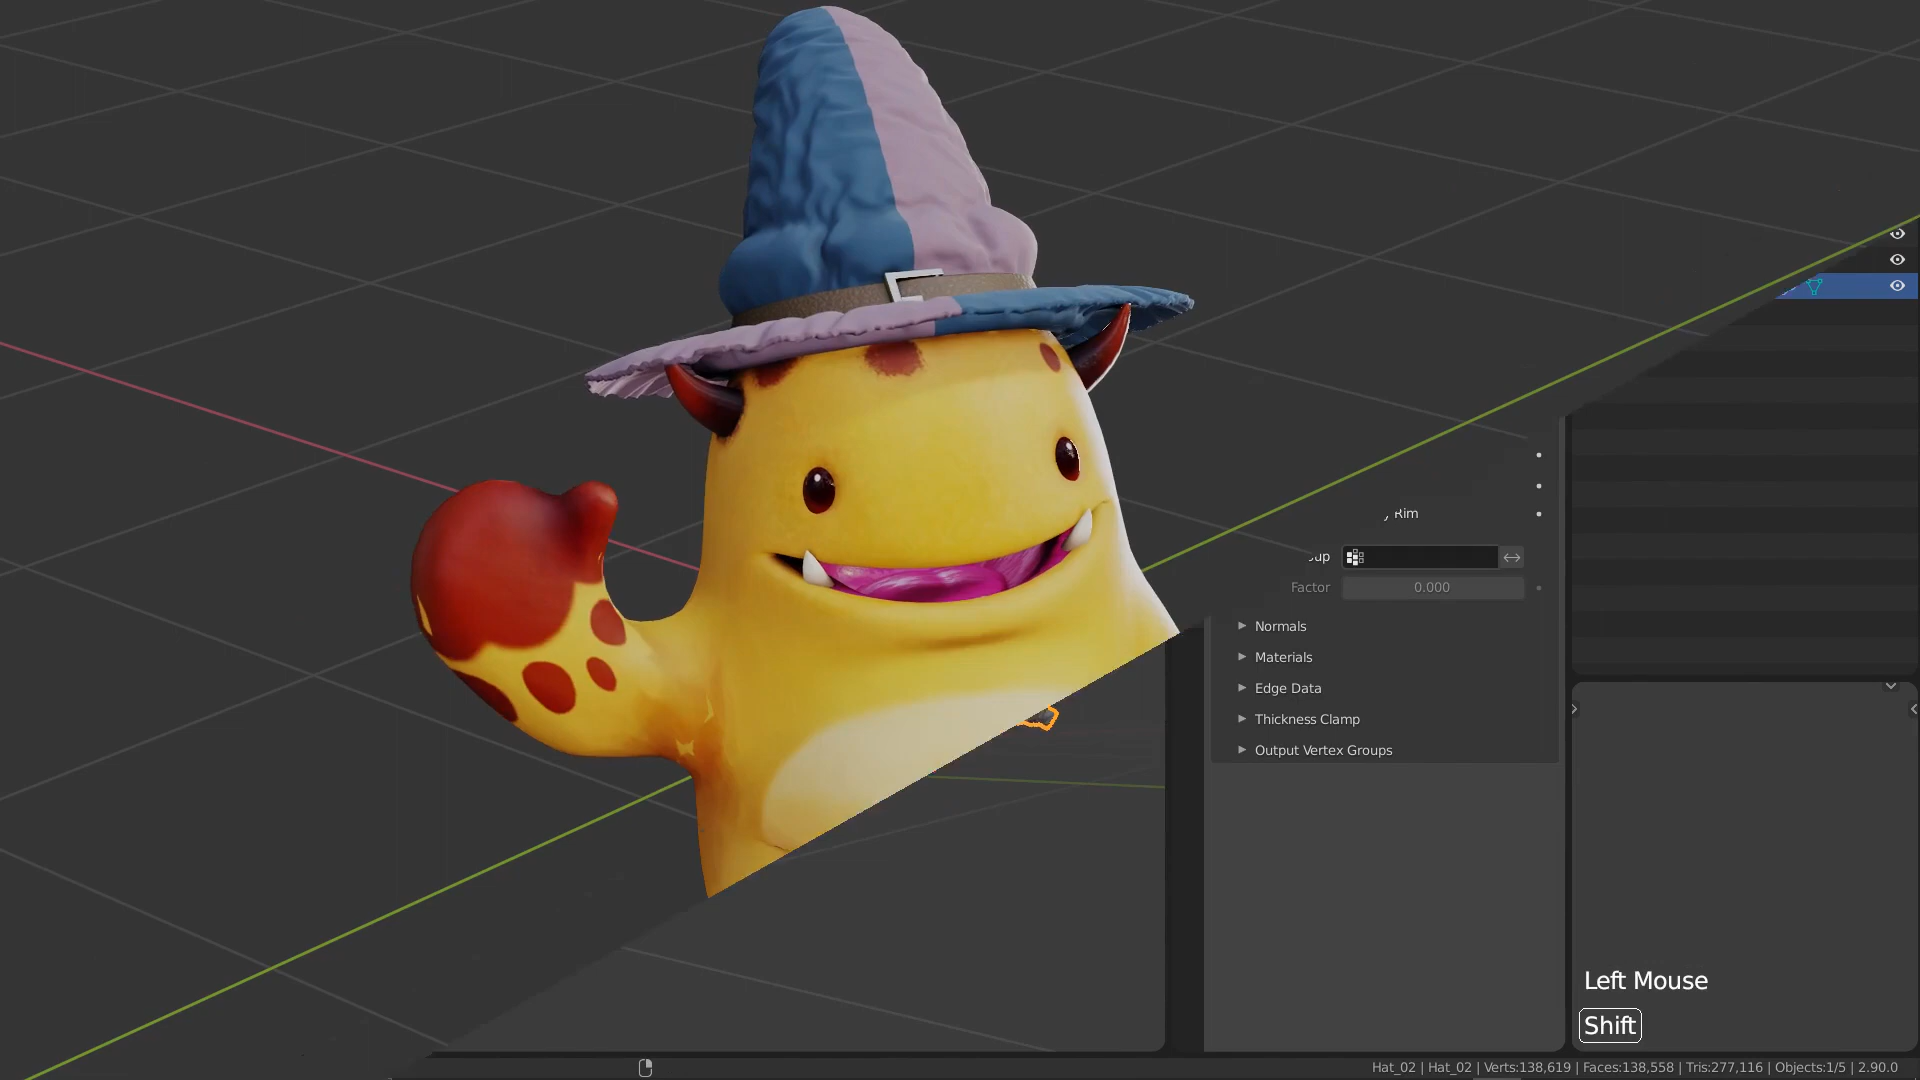 Rim
Factor
0.000
Normals
Materials
Edge Data
Thickness Clamp
Output Vertex Groups
Left Mouse
Shift
Hat_02 | Hat_02 | Verts:138,619 | Faces:138,558 | Tris:277,116 | Objects:1/5 | 2.90.0